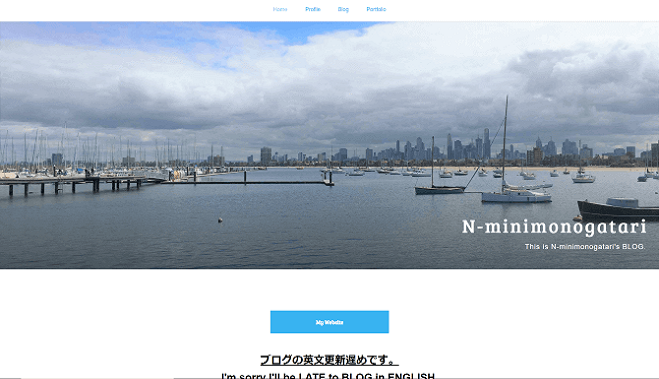 Home Profile Blog Portfolio
N-minimonogatari
This is N-minimonogatari's BLOG.
My Website
ブログの英文更新遅めです。
I'm sorry I'll be LATE to BLOG in ENGLISH